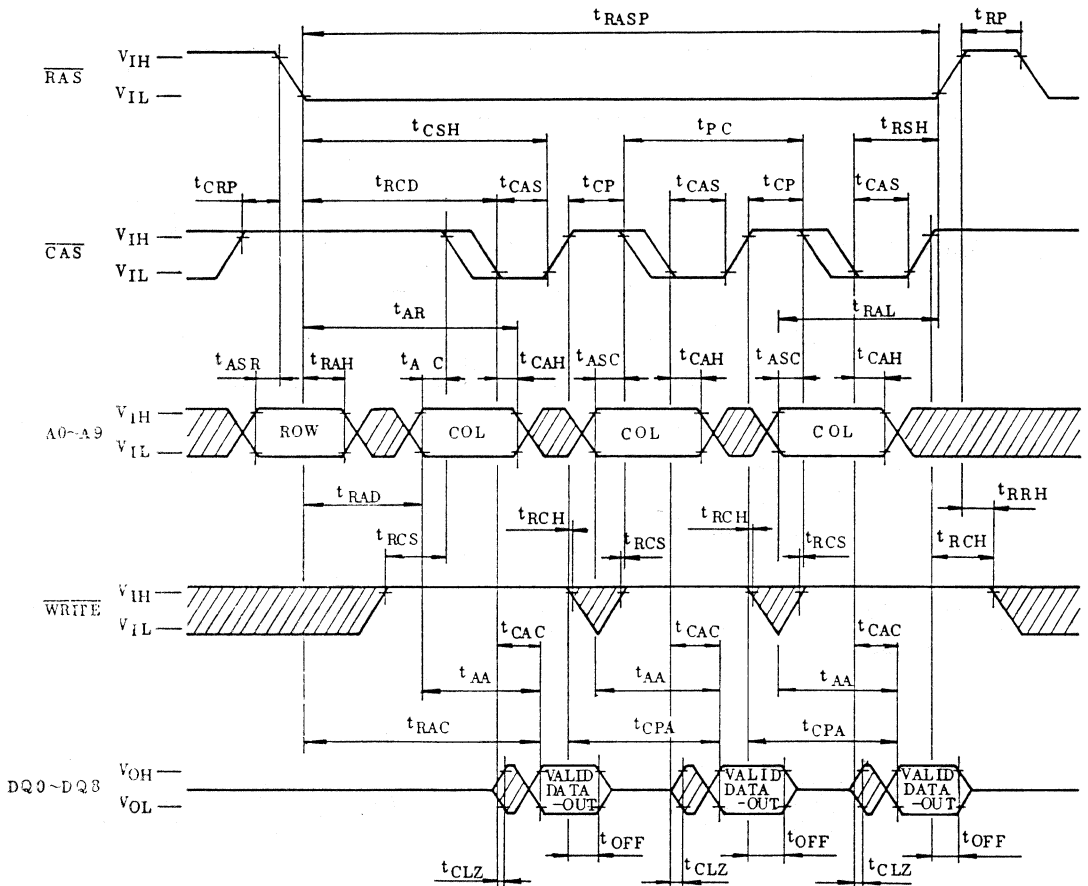 tRASP tRP
RAS VIH
VIL
tCSH tPC tRSH
tCRP tRCD tCAS tCP tCAS tCP tCAS
CAS VIH
VIL
tAR tRAL
tASR tRAH tA C tCAH tASC tCAH tASC tCAH
A0~A9 VIH
VIL
ROW COL COL COL
tRAD tRRH
tRCH tRCH
tRCS tRCS tRCS tRCH
WRITE VIH
VIL
tCAC tCAC tCAC
tAA tAA tAA
tRAC tCPA tCPA
DQ0~DQ8 VOH
VOL
VALID DATA -OUT
VALID DATA -OUT
VALID DATA -OUT
tOFF tOFF tOFF
tCLZ tCLZ tCLZ